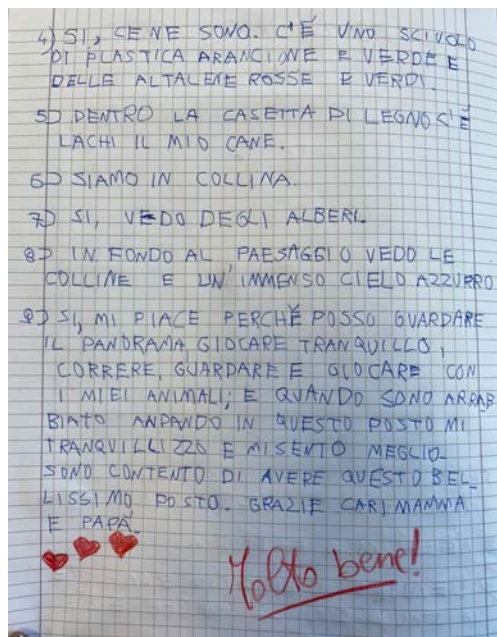 4) SI, CE NE SONO. C'È UNO SCIVOLO
DI PLASTICA ARANCIONE E VERDE E
DELLE ALTALENE ROSSE E VERDI.
5) DENTRO LA CASETTA DI LEGNO C'È
LACHI IL MIO CANE.
6) SIAMO IN COLLINA.
7) SI, VEDO DEGLI ALBERI.
8) IN FONDO AL PAESAGGIO VEDO LE
COLLINE E UN'IMMENSO CIELO AZZURRO
9) SI, MI PIACE PERCHÈ POSSO GUARDARE
IL PANORAMA, GIOCARE TRANQUILLO,
CORRERE, GUARDARE E GIOCARE CON
I MIEI ANIMALI; E QUANDO SONO ARRAB
BIATO ANDANDO IN QUESTO POSTO MI
TRANQUILLIZZO E MI SENTO MEGLIO.
SONO CONTENTO DI AVERE QUESTO BEL_
LISSIMO POSTO. GRAZIE CARI MAMMA
E PAPÀ.
Molto bene!